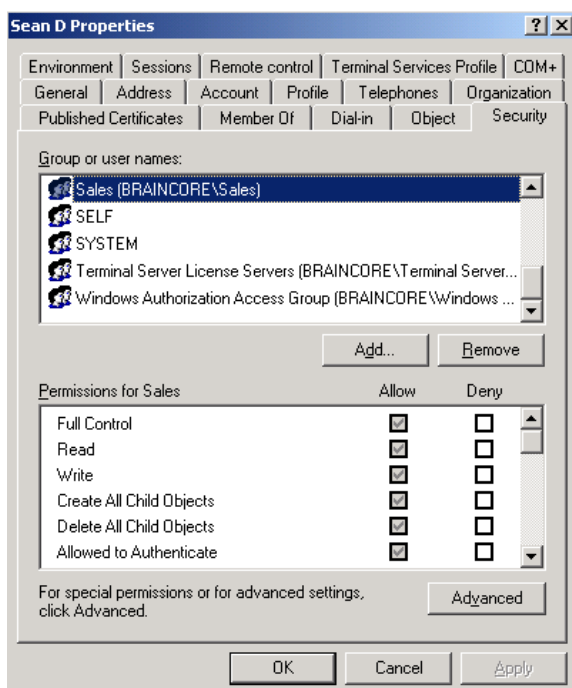 Sean D Properties
Environment Sessions Remote control Terminal Services Profile COM+
General Address Account Profile Telephones Organization
Published Certificates Member Of Dial-in Object Security
Group or user names:
Sales (BRAINCORE\Sales)
SELF
SYSTEM
Terminal Server License Servers (BRAINCORE\Terminal Server...
Windows Authorization Access Group (BRAINCORE\Windows ...
Add... Remove
Permissions for Sales Allow Deny
Full Control
Read
Write
Create All Child Objects
Delete All Child Objects
Allowed to Authenticate
For special permissions or for advanced settings,
click Advanced.
Advanced
OK Cancel Apply